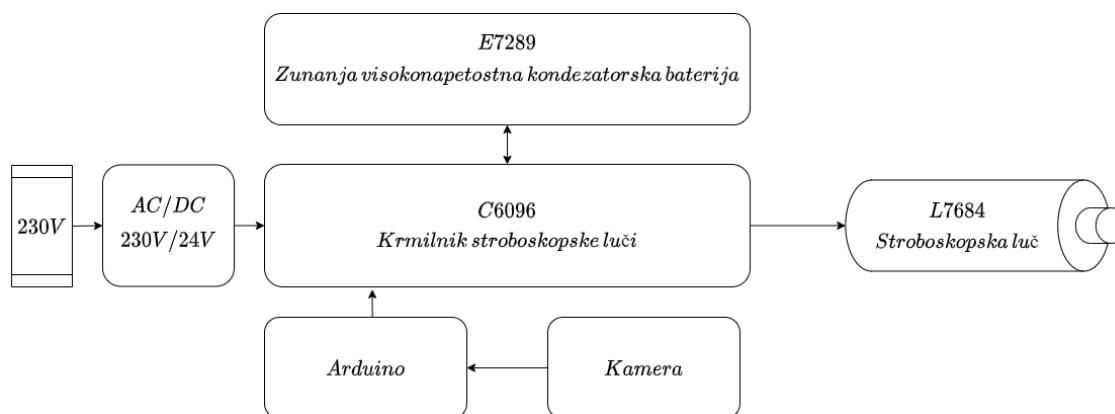 E7289
Zunanja visokonapetostna kondezatorska baterija
230V
AC/DC
230V/24V
C6096
Krmilnik stroboskopske luči
L7684
Stroboskopska luč
Arduino
Kamera